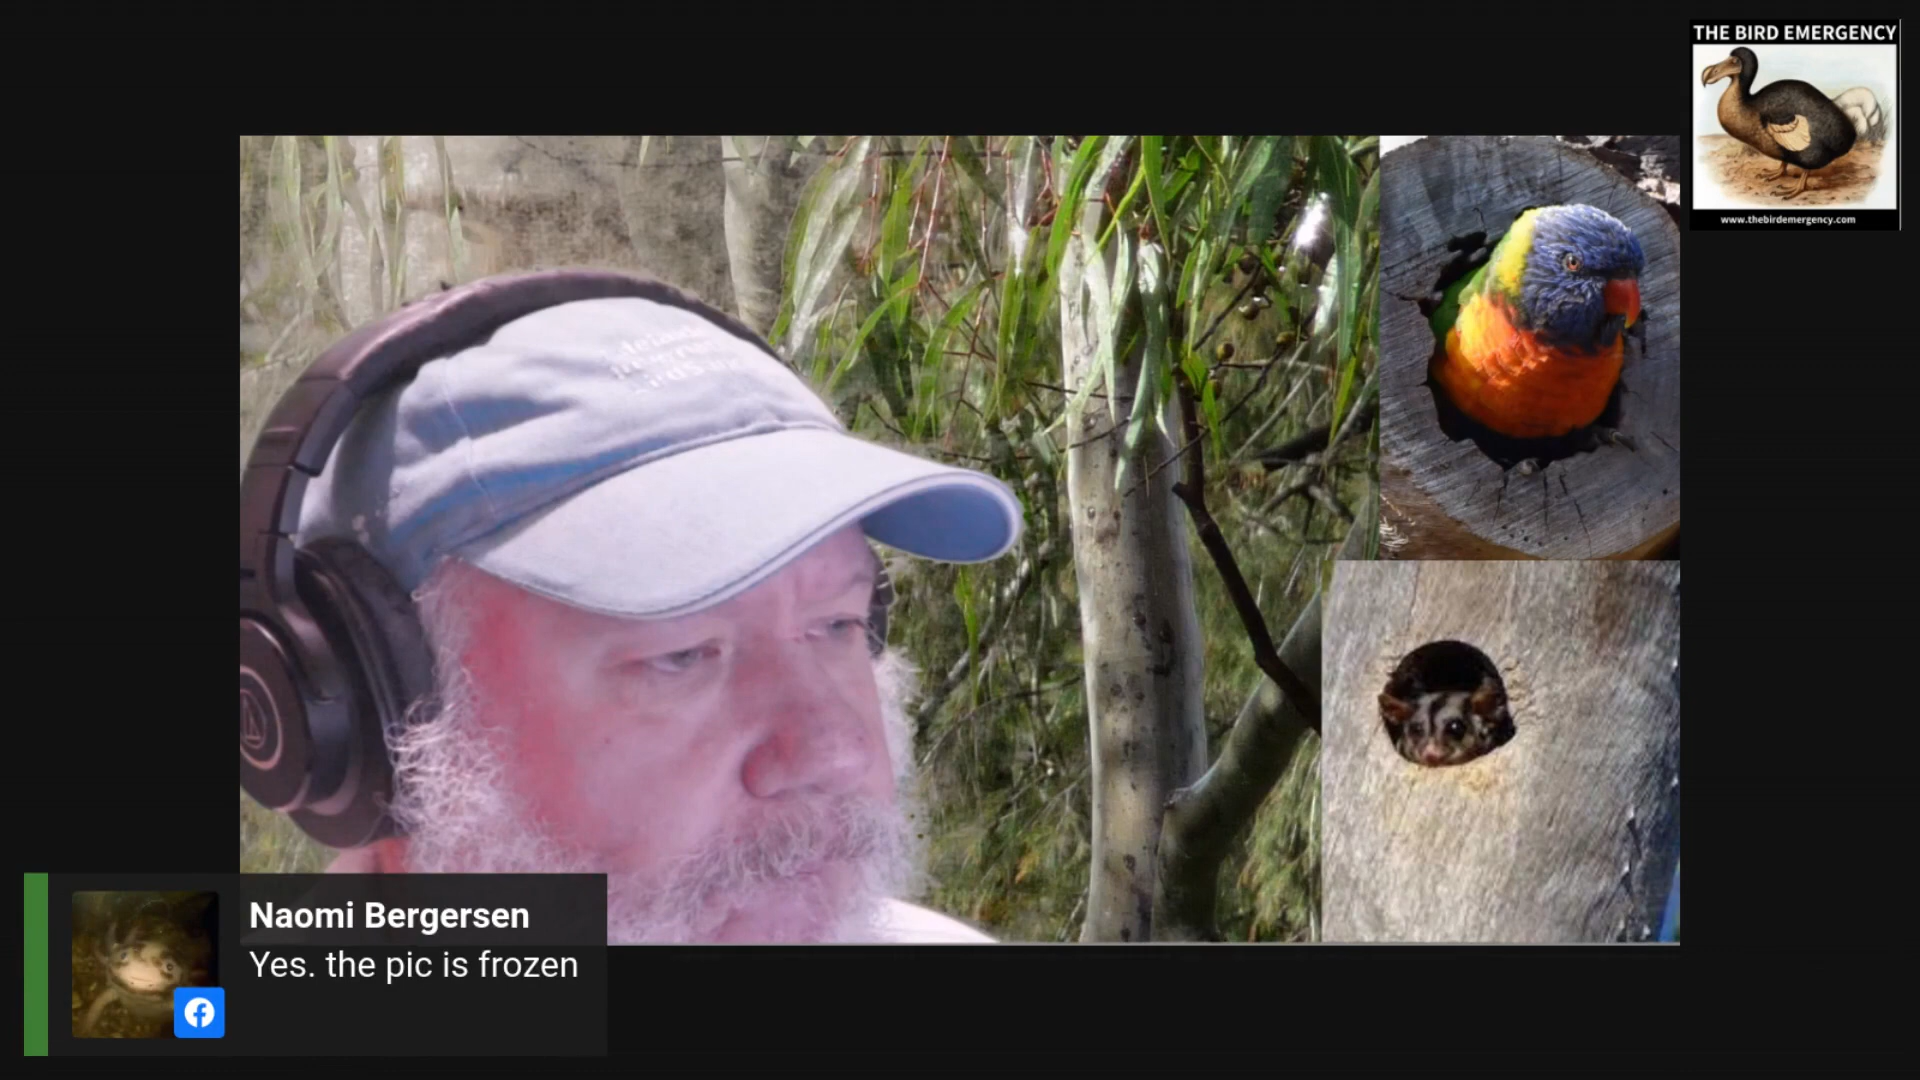 THE BIRD EMERGENCY
www.thebirdemergency.com
Naomi Bergersen
Yes. the pic is frozen